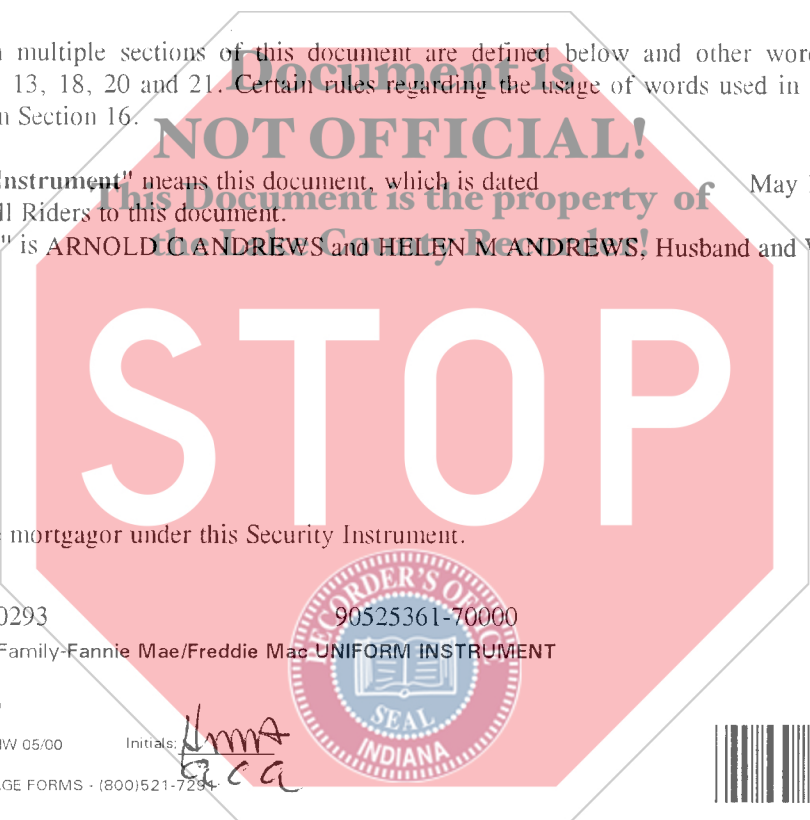 multiple sections of this document are defined below and other wor
13, 18, 20 and 21. Certain rules regarding the usage of words used in
n Section 16.
Document is
NOT OFFICIAL!
This Document is the property of
the Lake County Recorder!
Instrument" means this document, which is dated May
ll Riders to this document.
" is ARNOLD C ANDREWS and HELEN M ANDREWS, Husband and W
STOP
mortgagor under this Security Instrument.
0293 90525361-70000
Family-Fannie Mae/Freddie Mac UNIFORM INSTRUMENT
RECORDER'S OFFICE
SEAL
INDIANA
MW 05/00 Initials: HMA
aca
GE FORMS - (800)521-7291